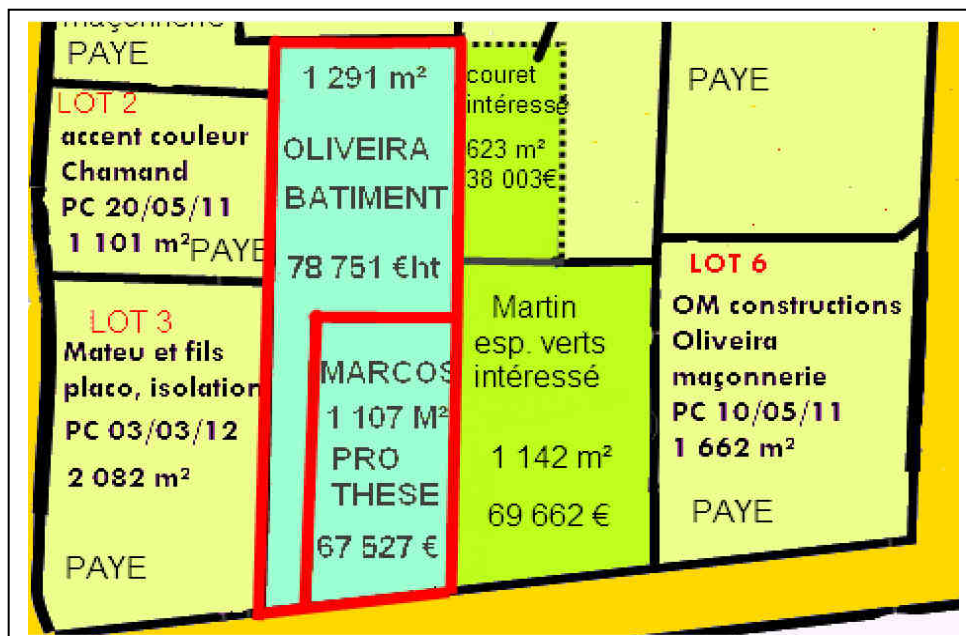 maçonnerie
PAYE
LOT 2
accent couleur
Chamand
PC 20/05/11
1 101 m²
PAYE
LOT 3
Mateu et fils
placo, isolation
PC 03/03/12
2 082 m²
PAYE
1 291 m²
OLIVEIRA
BATIMENT
78 751 €ht
MARCOS
1 107 M²
PRO
THESE
67 527 €
couret
intéressé
623 m²
38 003€
Martin
esp. verts
intéressé
1 142 m²
69 662 €
PAYE
LOT 6
OM constructions
Oliveira
maçonnerie
PC 10/05/11
1 662 m²
PAYE